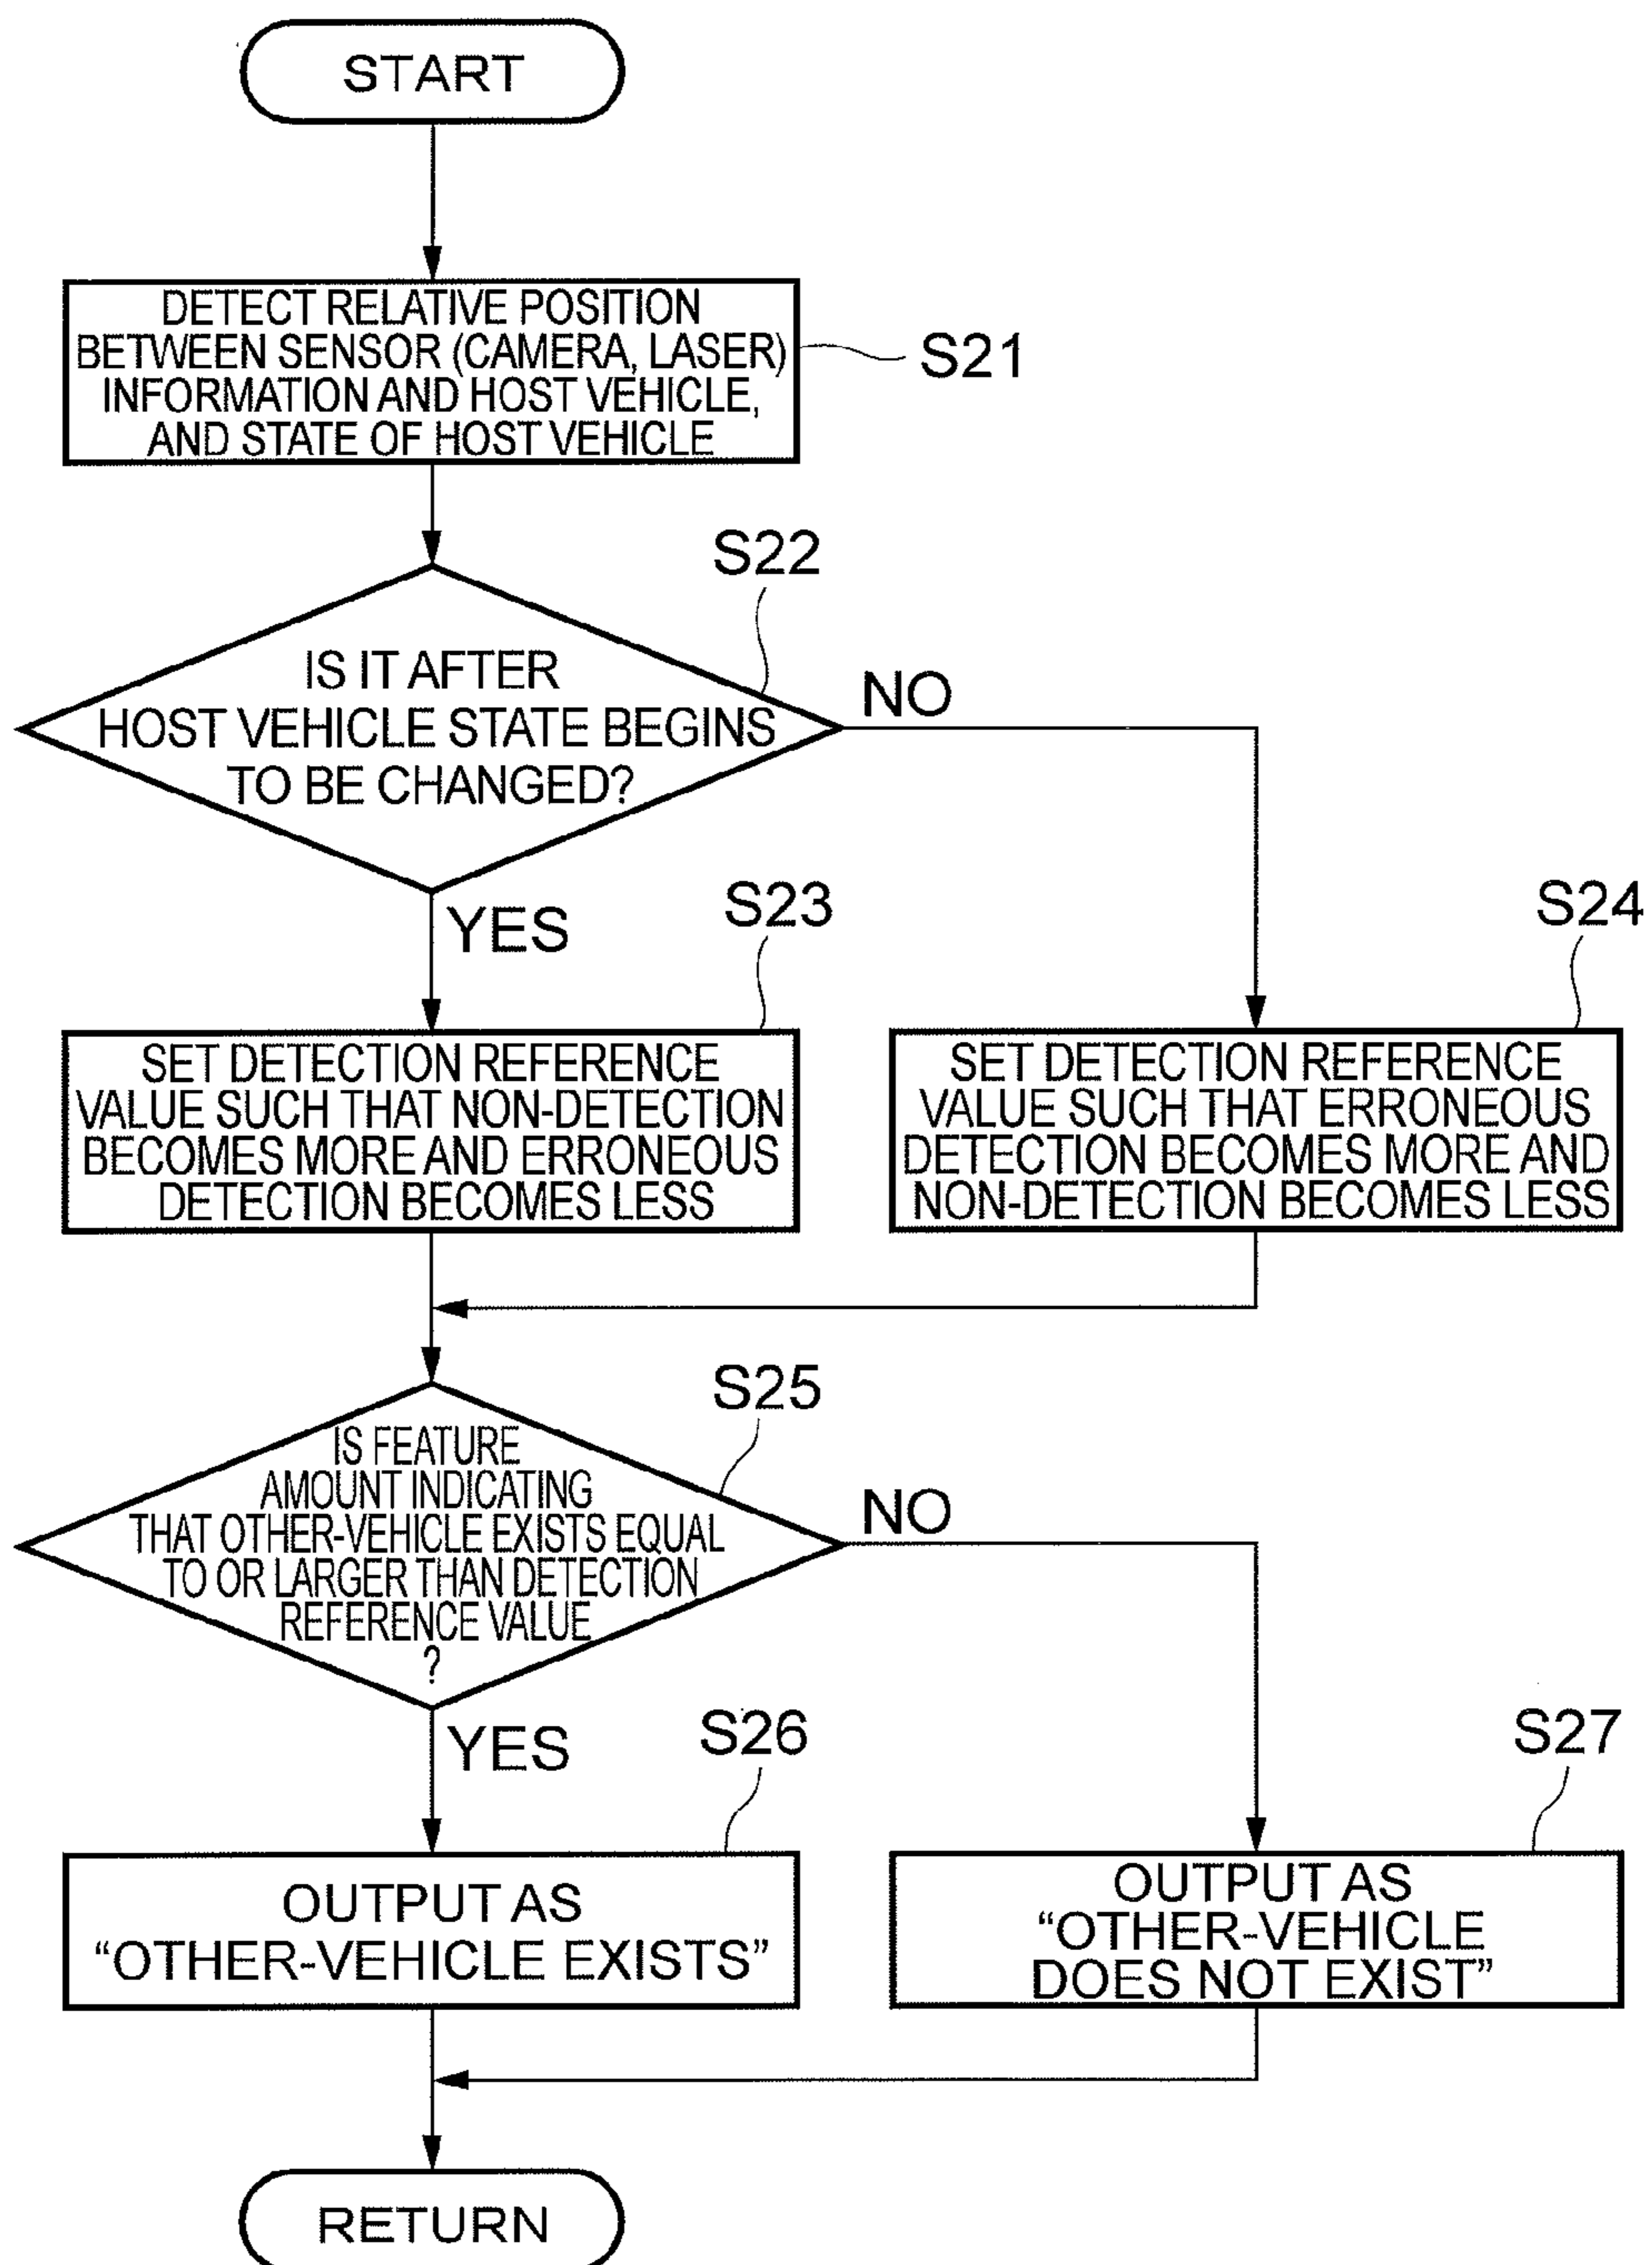 START
DETECT RELATIVE POSITION
BETWEEN SENSOR (CAMERA, LASER)
INFORMATION AND HOST VEHICLE,
AND STATE OF HOST VEHICLE
S21
S22
IS IT AFTER
HOST VEHICLE STATE BEGINS
TO BE CHANGED?
NO
YES
S23
S24
SET DETECTION REFERENCE
VALUE SUCH THAT NON-DETECTION
BECOMES MORE AND ERRONEOUS
DETECTION BECOMES LESS
SET DETECTION REFERENCE
VALUE SUCH THAT ERRONEOUS
DETECTION BECOMES MORE AND
NON-DETECTION BECOMES LESS
S25
IS FEATURE
AMOUNT INDICATING
THAT OTHER-VEHICLE EXISTS EQUAL
TO OR LARGER THAN DETECTION
REFERENCE VALUE
?
NO
YES
S26
S27
OUTPUT AS
“OTHER-VEHICLE EXISTS”
OUTPUT AS
“OTHER-VEHICLE
DOES NOT EXIST”
RETURN